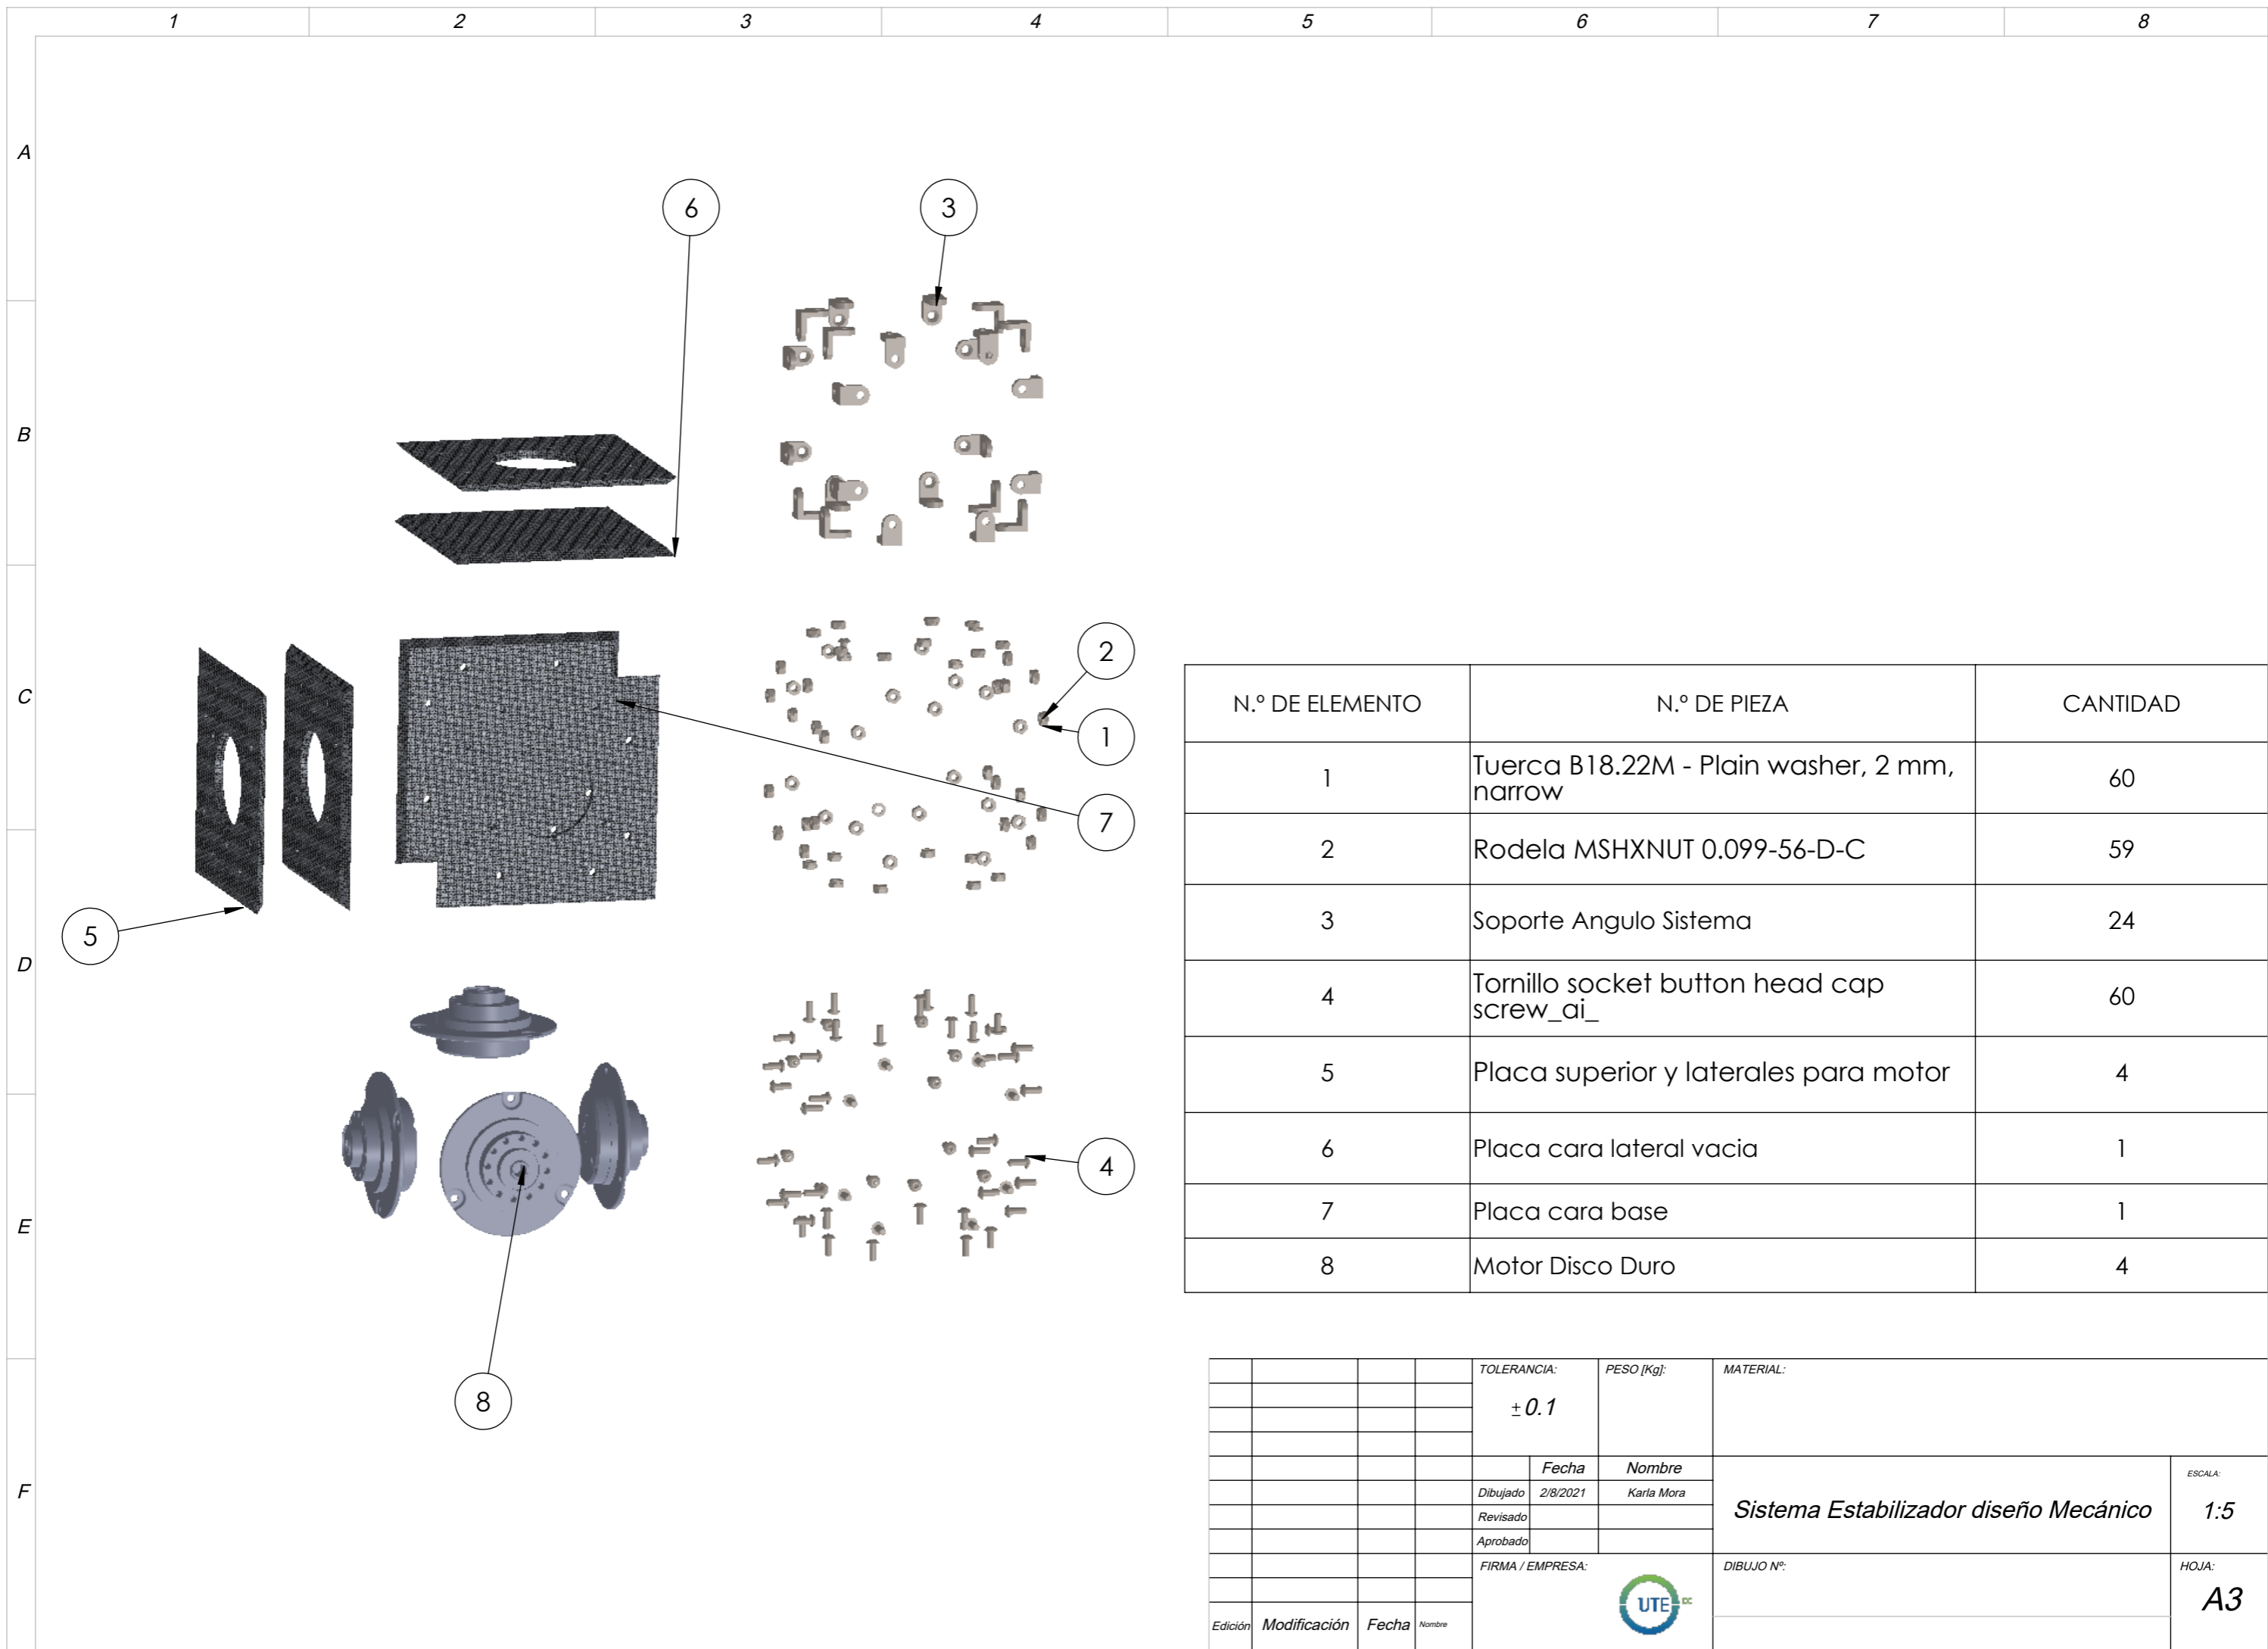 1 2 3 4 5 6 7 8
A
B
C
D
E
F
6
3
2
1
7
5
4
8
N.º DE ELEMENTO N.º DE PIEZA CANTIDAD
1 Tuerca B18.22M - Plain washer, 2 mm, narrow 60
2 Rodela MSHXNUT 0.099-56-D-C 59
3 Soporte Angulo Sistema 24
4 Tornillo socket button head cap screw_ai_ 60
5 Placa superior y laterales para motor 4
6 Placa cara lateral vacia 1
7 Placa cara base 1
8 Motor Disco Duro 4
TOLERANCIA: PESO [Kg]: MATERIAL:
±0.1
Fecha Nombre
Dibujado 2/8/2021 Karla Mora
Revisado
Aprobado
Sistema Estabilizador diseño Mecánico
ESCALA:
1:5
FIRMA / EMPRESA:
UTE DC
DIBUJO Nº:
HOJA:
A3
Edición Modificación Fecha Nombre